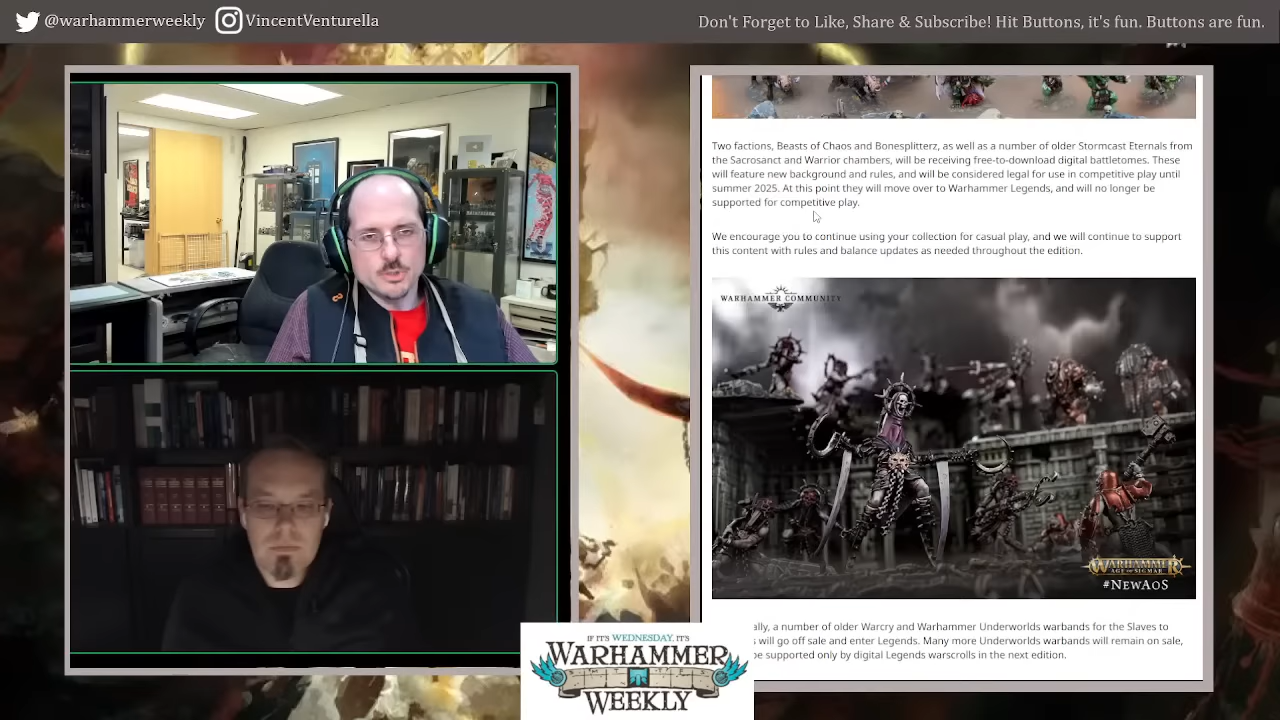 @warhammerweekly VincentVenturella
Don't Forget to Like, Share & Subscribe! Hit Buttons, it's fun. Buttons are fun.
Two factions, Beasts of Chaos and Bonesplitterz, as well as a number of older Stormcast Eternals from
the Sacrosanct and Warrior chambers, will be receiving free-to-download digital battletomes. These
will feature new background and rules, and will be considered legal for use in competitive play until
summer 2025. At this point they will move over to Warhammer Legends, and will no longer be
supported for competitive play.
We encourage you to continue using your collection for casual play, and we will continue to support
this content with rules and balance updates as needed throughout the edition.
WARHAMMER COMMUNITY
WARHAMMER
AGE OF SIGMAR
#NEWAOS
ally, a number of older Warcry and Warhammer Underworlds warbands for the Slaves to
s will go off sale and enter Legends. Many more Underworlds warbands will remain on sale,
be supported only by digital Legends warscrolls in the next edition.
IF IT'S WEDNESDAY, IT'S
WARHAMMER
WEEKLY